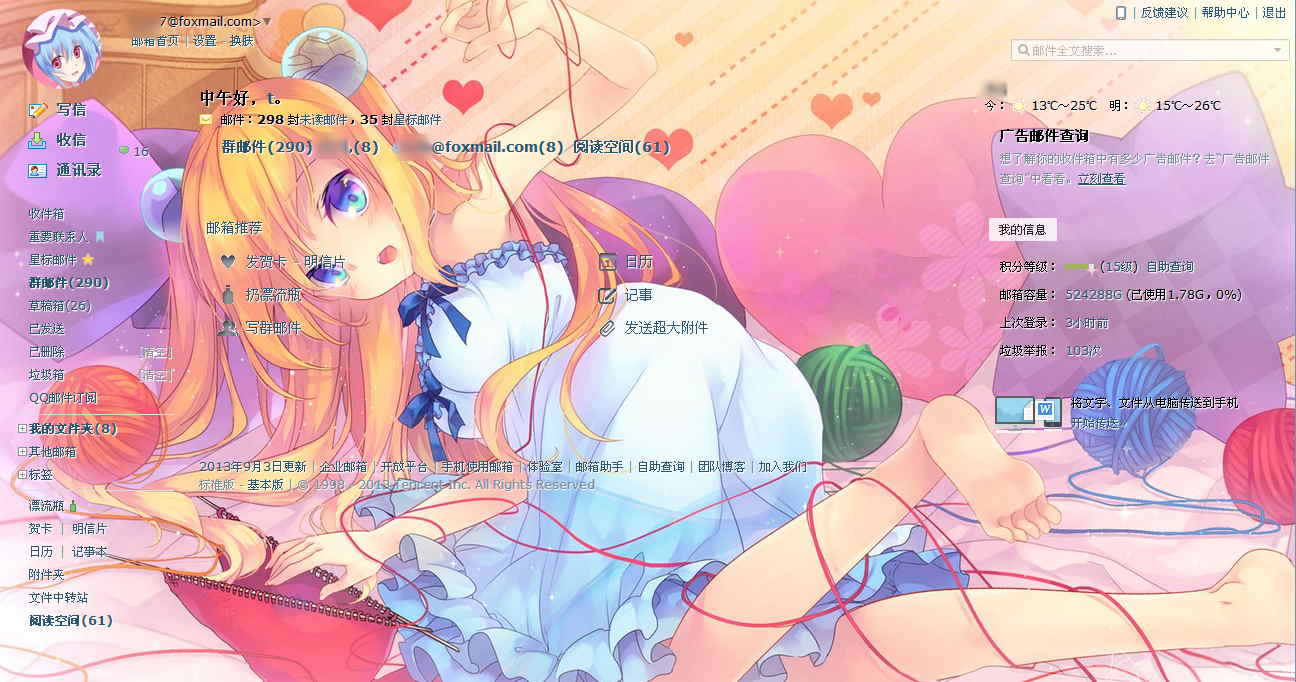 7@foxmail.com>
邮箱首页 | 设置 - 换肤
反馈建议 | 帮助中心 | 退出
邮件全文搜索...
写信
收信
16
通讯录
收件箱
重要联系人
星标邮件
群邮件(290)
草稿箱(26)
已发送
已删除 [清空]
垃圾箱 [清空]
QQ邮件订阅
我的文件夹(8)
其他邮箱
标签
漂流瓶
贺卡 | 明信片
日历 | 记事本
附件夹
文件中转站
阅读空间(61)
中午好，t。
邮件：298 封未读邮件，35 封星标邮件
群邮件(290) ,(8) @foxmail.com(8) 阅读空间(61)
邮箱推荐
发贺卡 - 明信片
扔漂流瓶
写群邮件
日历
记事
发送超大附件
2013年9月3日更新 | 企业邮箱 | 开放平台 | 手机使用邮箱 | 体验室 | 邮箱助手 | 自助查询 | 团队博客 | 加入我们
标准版 - 基本版 | © 1998 - 2013 Tencent Inc. All Rights Reserved
今： 13℃～25℃ 明： 15℃～26℃
广告邮件查询
想了解你的收件箱中有多少广告邮件？去“广告邮件
查询”中看看。立刻查看
我的信息
积分等级： (15级) 自助查询
邮箱容量： 524288G (已使用1.78G，0%)
上次登录： 3小时前
垃圾举报： 103次
W
将文字、文件从电脑传送到手机
开始传送